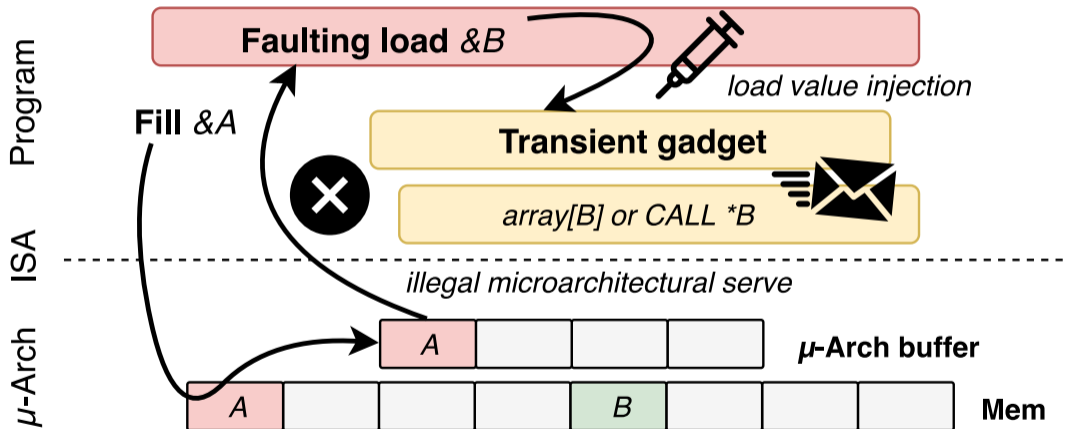 Program
ISA
μ-Arch
Faulting load &B
load value injection
Fill &A
Transient gadget
array[B] or CALL *B
illegal microarchitectural serve
A
μ-Arch buffer
A
B
Mem